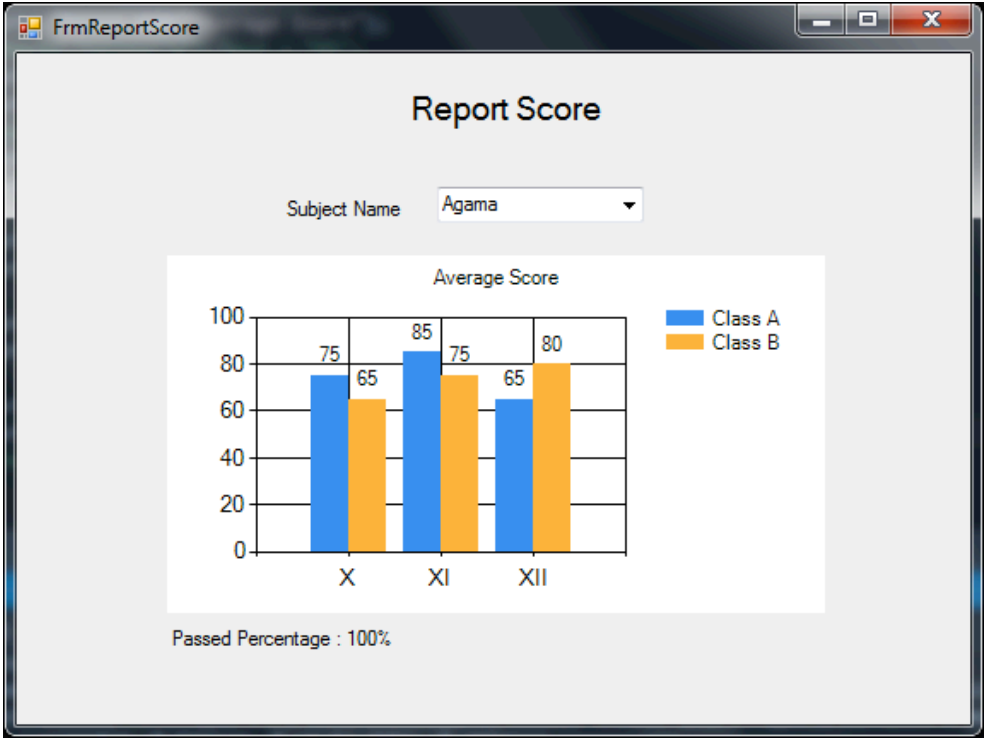 FrmReportScore
Report Score
Subject Name Agama
Average Score
100
80
60
40
20
0
75
65
85
75
65
80
X XI XII
Class A
Class B
Passed Percentage : 100%